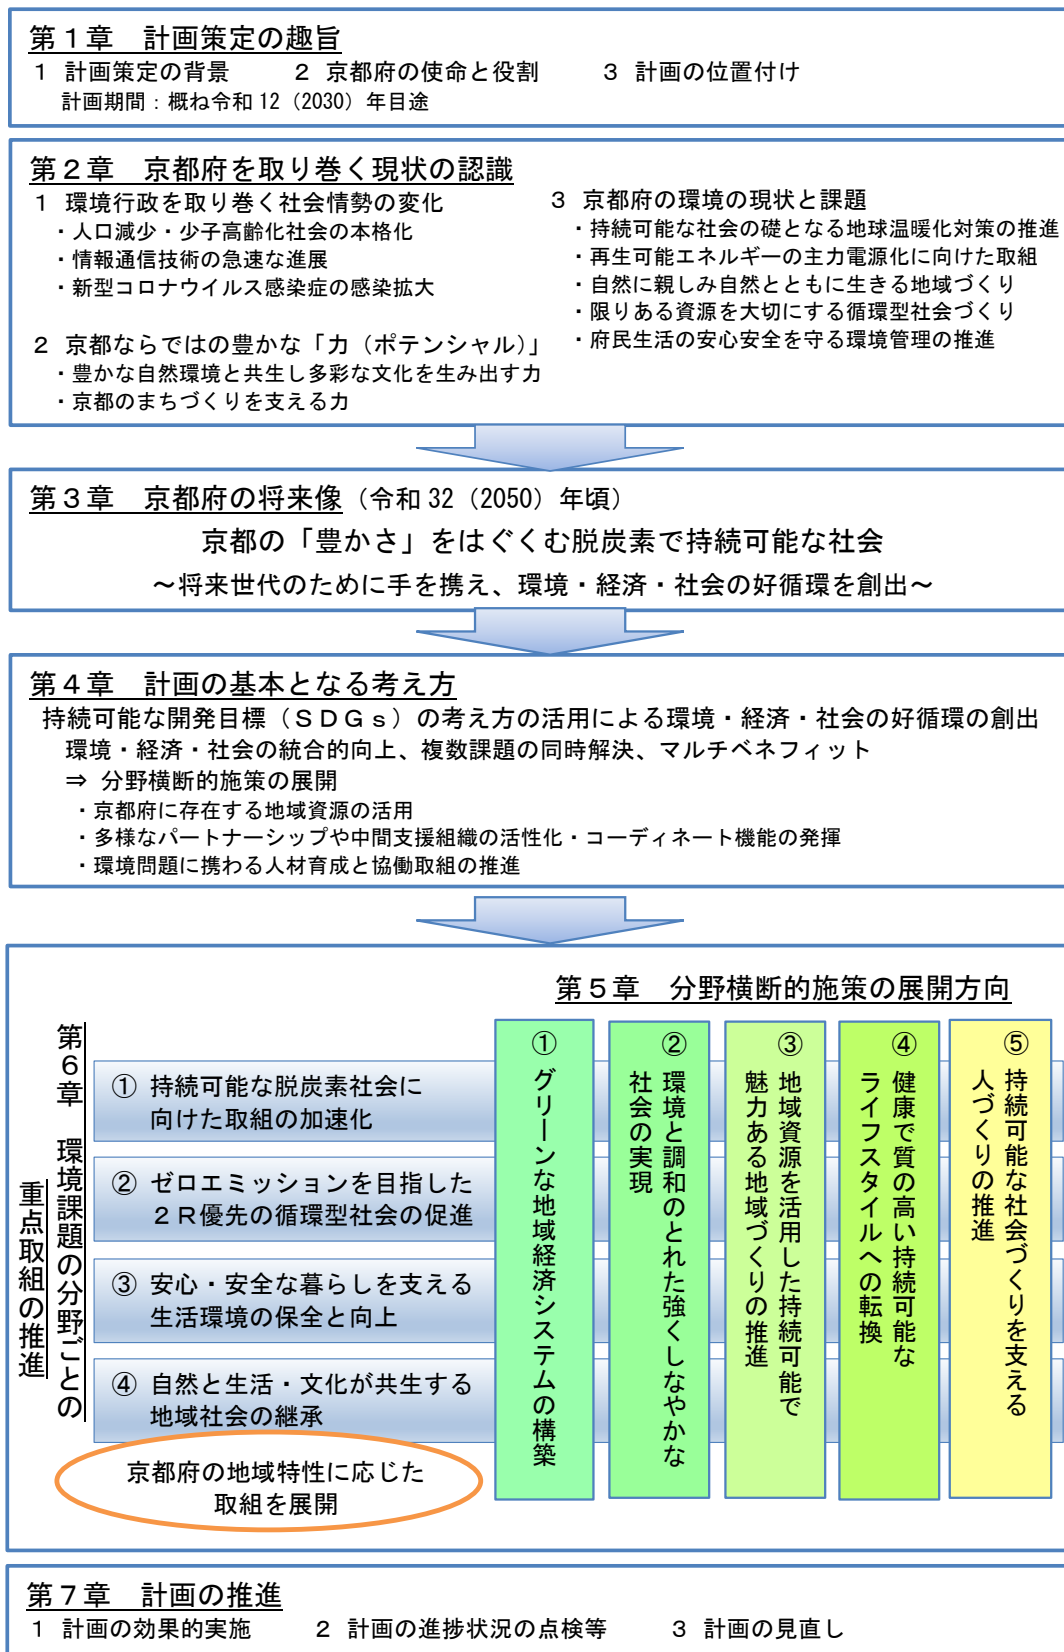 第１章　計画策定の趣旨
１ 計画策定の背景　　２ 京都府の使命と役割　　３ 計画の位置付け
計画期間：概ね令和 12（2030）年目途
第２章　京都府を取り巻く現状の認識
１ 環境行政を取り巻く社会情勢の変化
・人口減少・少子高齢化社会の本格化
・情報通信技術の急速な進展
・新型コロナウイルス感染症の感染拡大
２ 京都ならではの豊かな「力（ポテンシャル）」
・豊かな自然環境と共生し多彩な文化を生み出す力
・京都のまちづくりを支える力
３ 京都府の環境の現状と課題
・持続可能な社会の礎となる地球温暖化対策の推進
・再生可能エネルギーの主力電源化に向けた取組
・自然に親しみ自然とともに生きる地域づくり
・限りある資源を大切にする循環型社会づくり
・府民生活の安心安全を守る環境管理の推進
第３章　京都府の将来像（令和 32（2050）年頃）
京都の「豊かさ」をはぐくむ脱炭素で持続可能な社会
～将来世代のために手を携え、環境・経済・社会の好循環を創出～
第４章　計画の基本となる考え方
持続可能な開発目標（ＳＤＧｓ）の考え方の活用による環境・経済・社会の好循環の創出
環境・経済・社会の統合的向上、複数課題の同時解決、マルチベネフィット
⇒ 分野横断的施策の展開
・京都府に存在する地域資源の活用
・多様なパートナーシップや中間支援組織の活性化・コーディネート機能の発揮
・環境問題に携わる人材育成と協働取組の推進
第５章　分野横断的施策の展開方向
① グリーンな地域経済システムの構築
② 環境と調和のとれた強くしなやかな
社会の実現
③ 地域資源を活用した持続可能で
魅力ある地域づくりの推進
④ 健康で質の高い持続可能な
ライフスタイルへの転換
⑤ 持続可能な社会づくりを支える
人づくりの推進
第６章　環境課題の分野ごとの
重点取組の推進
① 持続可能な脱炭素社会に
向けた取組の加速化
② ゼロエミッションを目指した
２Ｒ優先の循環型社会の促進
③ 安心・安全な暮らしを支える
生活環境の保全と向上
④ 自然と生活・文化が共生する
地域社会の継承
京都府の地域特性に応じた
取組を展開
第７章　計画の推進
１ 計画の効果的実施　　２ 計画の進捗状況の点検等　　３ 計画の見直し